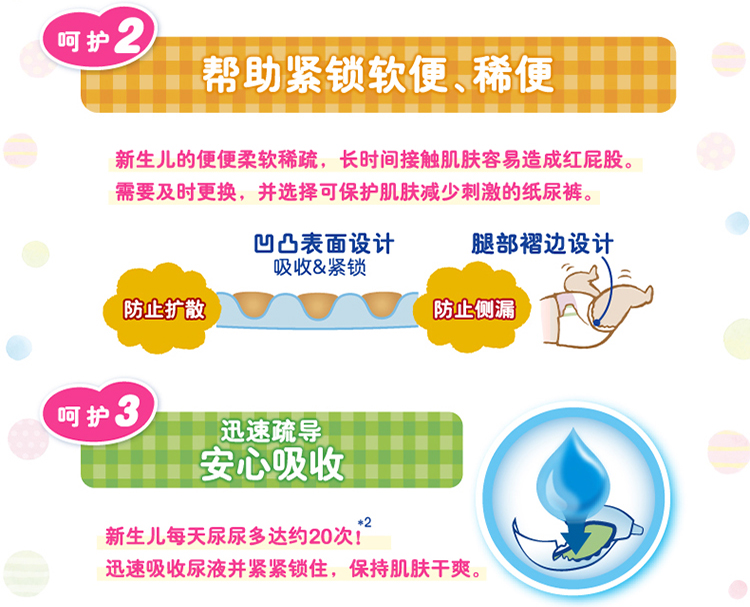 呵护2
帮助紧锁软便、稀便
新生儿的便便柔软稀疏，长时间接触肌肤容易造成红屁股。
需要及时更换，并选择可保护肌肤减少刺激的纸尿裤。
凹凸表面设计
吸收&紧锁
腿部褶边设计
防止扩散
防止侧漏
呵护3
迅速疏导
安心吸收
新生儿每天尿尿多达约20次！*2
迅速吸收尿液并紧紧锁住，保持肌肤干爽。